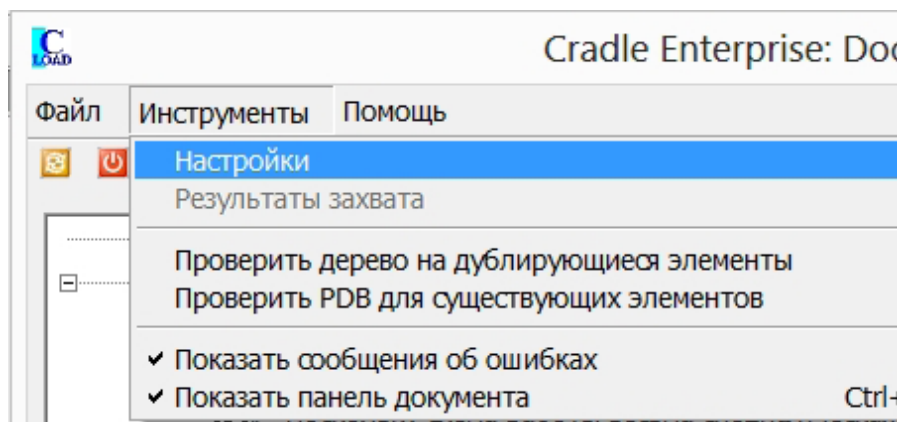 C
LOAD
Cradle Enterprise: Doc
Файл Инструменты Помощь
Настройки
Результаты захвата
Проверить дерево на дублирующиеся элементы
Проверить PDB для существующих элементов
Показать сообщения об ошибках
Показать панель документа Ctrl+